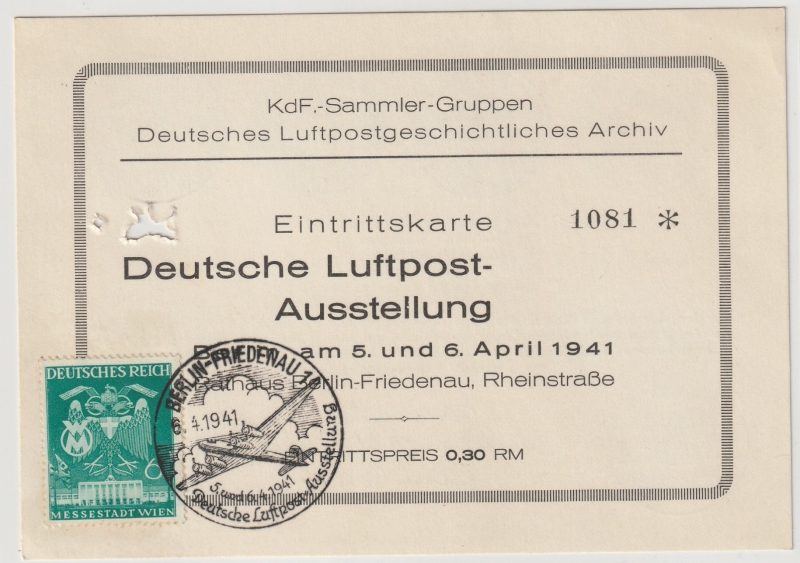 KdF.-Sammler-Gruppen
Deutsches Luftpostgeschichtliches Archiv
Eintrittskarte 1081 *
Deutsche Luftpost-
Ausstellung
am 5. und 6. April 1941
Rathaus Berlin-Friedenau, Rheinstraße
EINTRITTSPREIS 0,30 RM
DEUTSCHES REICH
WM
6
MESSESTADT WIEN
BERLIN-FRIEDENAU 1
4.1941
5. und 6.4.1941
Deutsche Luftpost-Ausstellung